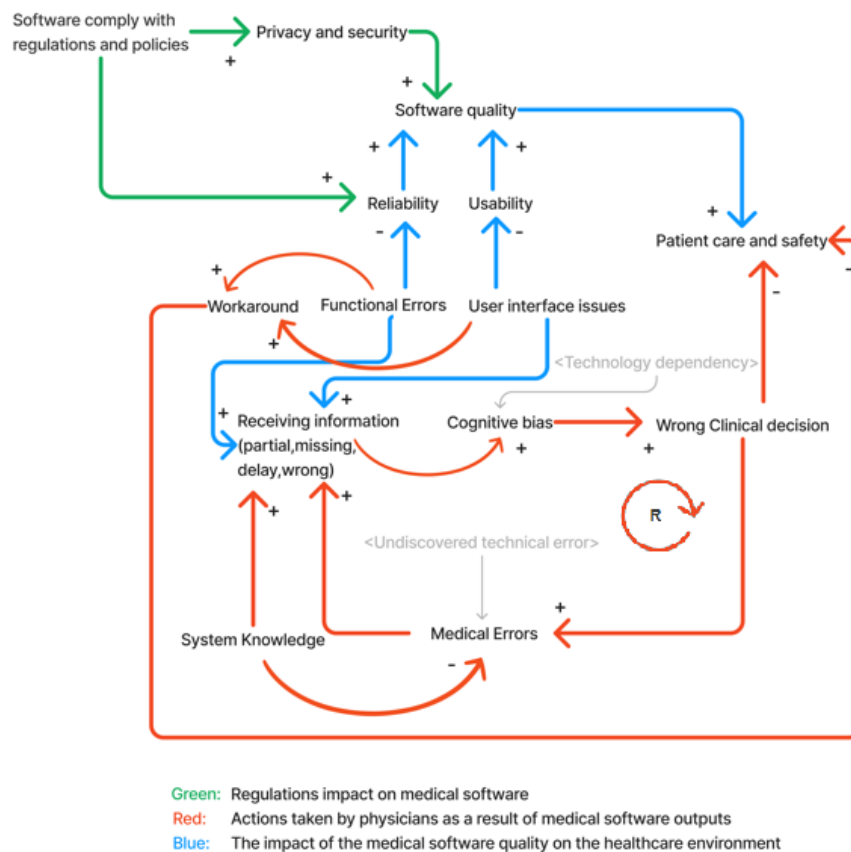 Software comply with
regulations and policies
Privacy and security
+
+
Software quality
+
+
+
Reliability
Usability
+
-
-
Patient care and safety
-
+
Workaround
Functional Errors
User interface issues
-
+
<Technology dependency>
+
+
Receiving information
(partial,missing,
delay,wrong)
Cognitive bias
Wrong Clinical decision
+
+
+
+
R
<Undiscovered technical error>
+
System Knowledge
Medical Errors
-
Green: Regulations impact on medical software
Red: Actions taken by physicians as a result of medical software outputs
Blue: The impact of the medical software quality on the healthcare environment